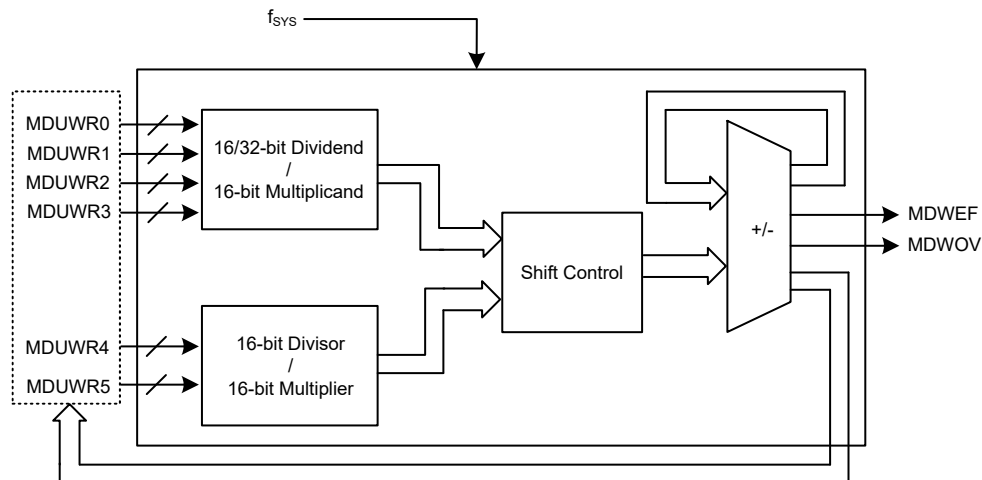 fSYS
MDUWR0
MDUWR1
MDUWR2
MDUWR3
MDUWR4
MDUWR5
16/32-bit Dividend
/
16-bit Multiplicand
16-bit Divisor
/
16-bit Multiplier
Shift Control
+/-
MDWEF
MDWOV